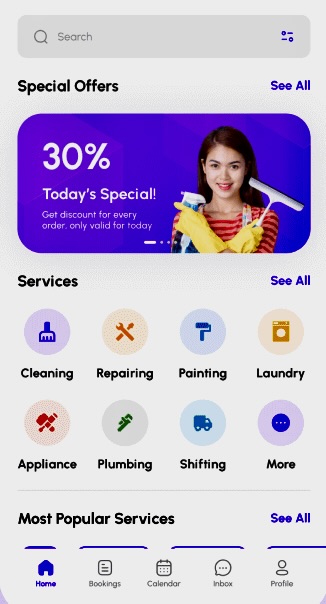 Search
Special Offers
See All
30%
Today's Special!
Get discount for every
order, only valid for today
Services
See All
Cleaning
Repairing
Painting
Laundry
Appliance
Plumbing
Shifting
More
Most Popular Services
See All
Home
Bookings
Calendar
Inbox
Profile